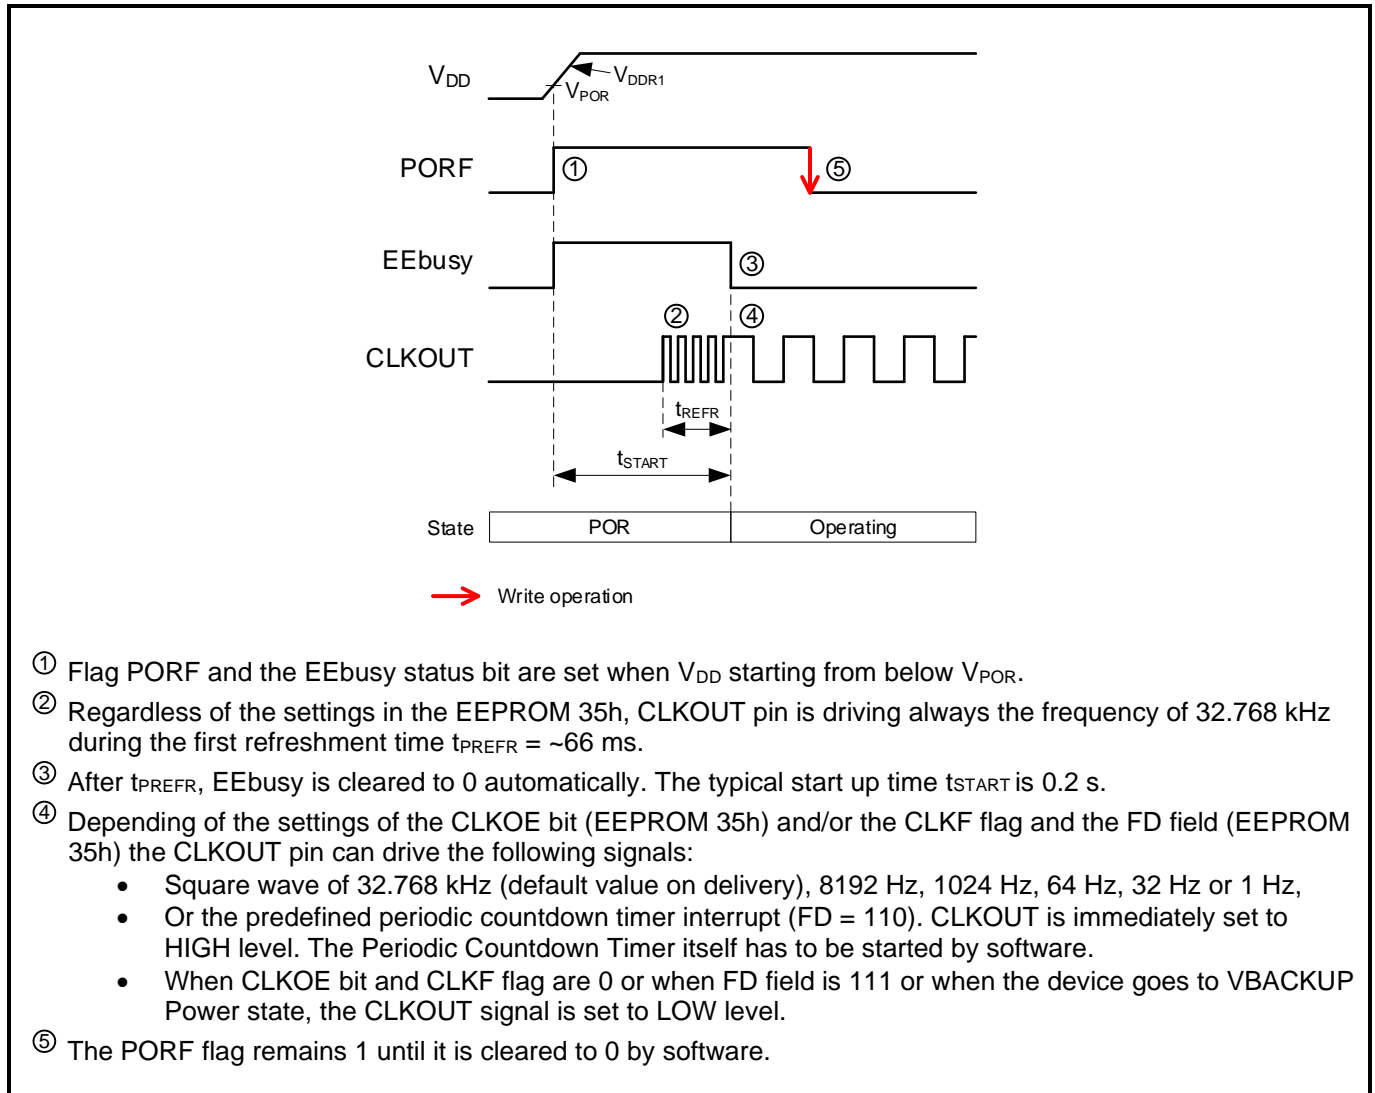 VDD
VDDR1
VPOR
PORF
①
⑤
EEbusy
③
②
④
CLKOUT
tREFR
tSTART
State
POR
Operating
Write operation
① Flag PORF and the EEbusy status bit are set when VDD starting from below VPOR.
② Regardless of the settings in the EEPROM 35h, CLKOUT pin is driving always the frequency of 32.768 kHz
during the first refreshment time tPREFR = ~66 ms.
③ After tPREFR, EEbusy is cleared to 0 automatically. The typical start up time tSTART is 0.2 s.
④ Depending of the settings of the CLKOE bit (EEPROM 35h) and/or the CLKF flag and the FD field (EEPROM
35h) the CLKOUT pin can drive the following signals:
• Square wave of 32.768 kHz (default value on delivery), 8192 Hz, 1024 Hz, 64 Hz, 32 Hz or 1 Hz,
• Or the predefined periodic countdown timer interrupt (FD = 110). CLKOUT is immediately set to
HIGH level. The Periodic Countdown Timer itself has to be started by software.
• When CLKOE bit and CLKF flag are 0 or when FD field is 111 or when the device goes to VBACKUP
Power state, the CLKOUT signal is set to LOW level.
⑤ The PORF flag remains 1 until it is cleared to 0 by software.